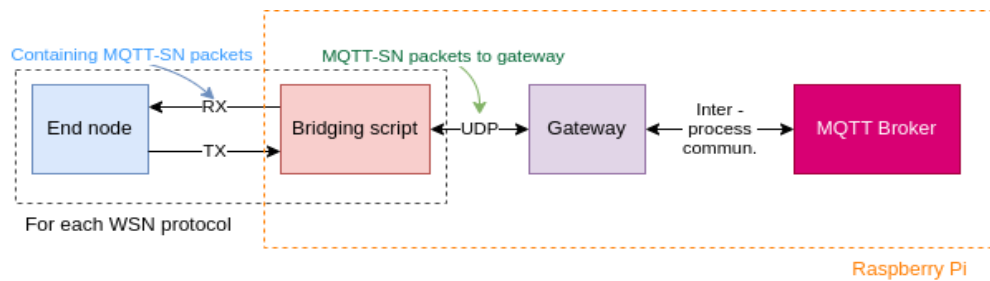 Containing MQTT-SN packets
MQTT-SN packets to gateway
End node
RX
TX
Bridging script
UDP
Gateway
Inter -
process
commun.
MQTT Broker
For each WSN protocol
Raspberry Pi